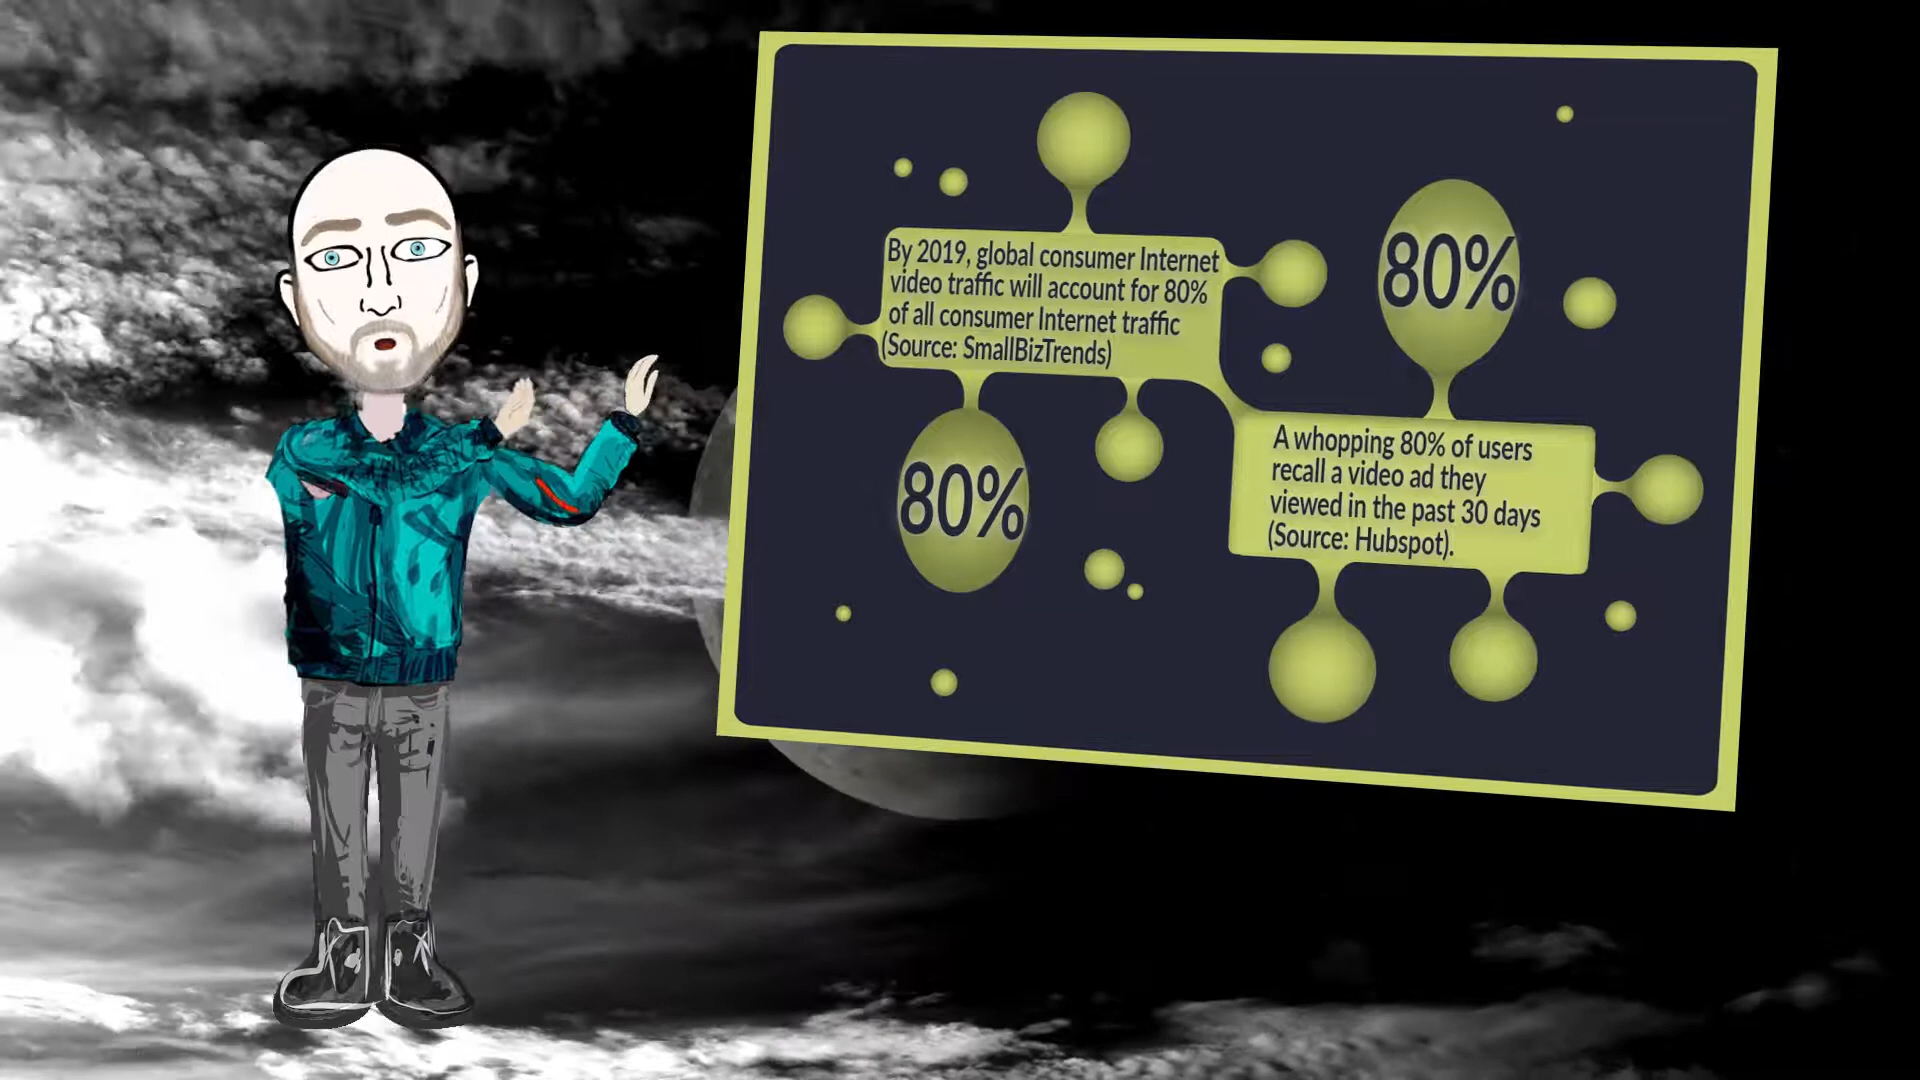 By 2019, global consumer Internet
video traffic will account for 80%
of all consumer Internet traffic
(Source: SmallBizTrends)
80%
80%
A whopping 80% of users
recall a video ad they
viewed in the past 30 days
(Source: Hubspot).